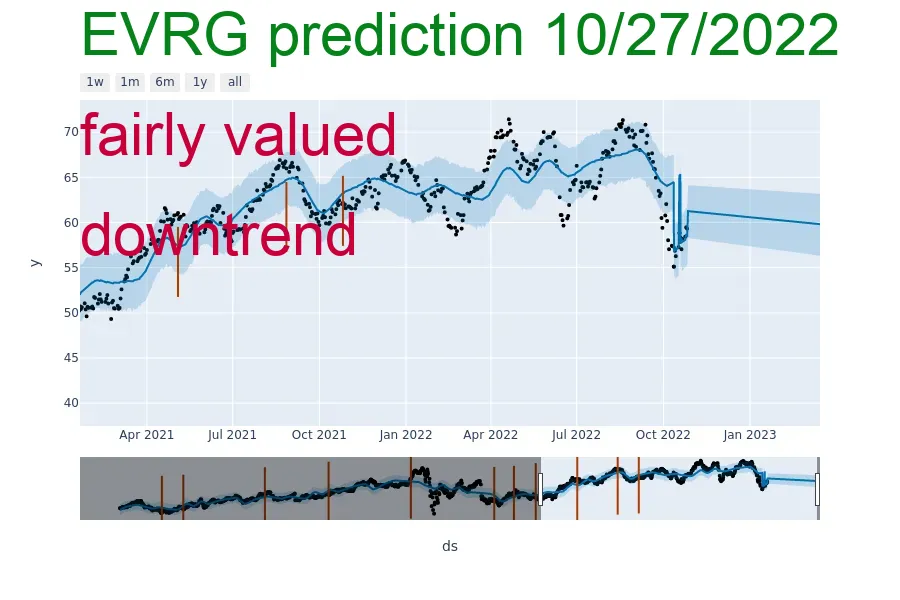 EVRG prediction 10/27/2022
1w 1m 6m 1y all
fairly valued
downtrend
70
65
60
55
50
45
40
y
Apr 2021 Jul 2021 Oct 2021 Jan 2022 Apr 2022 Jul 2022 Oct 2022 Jan 2023
ds